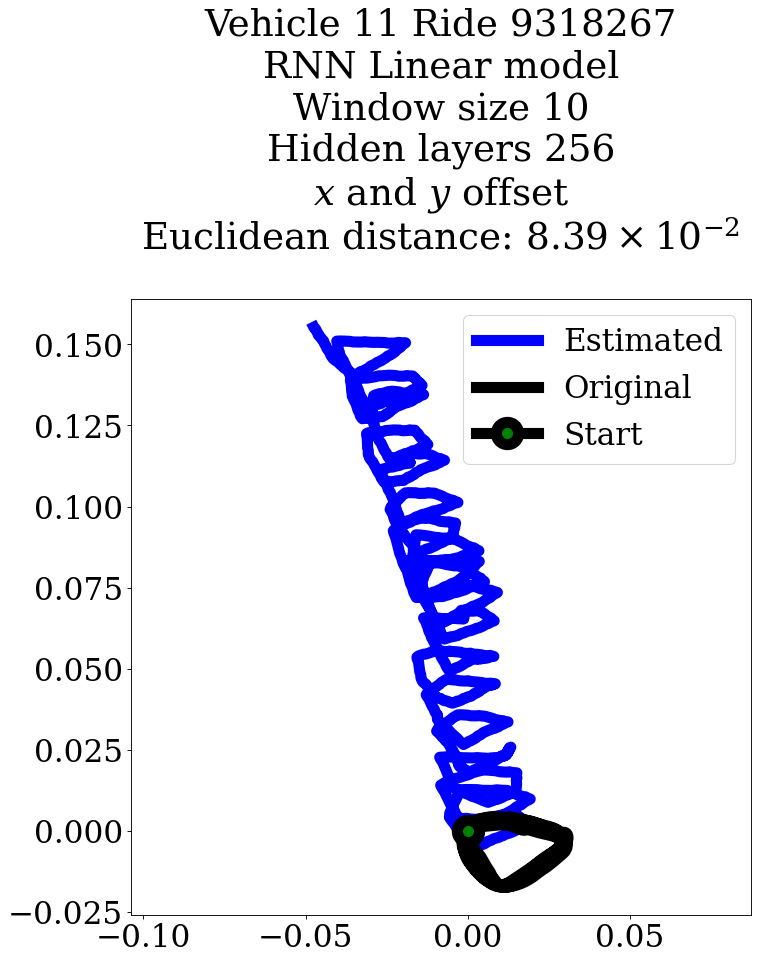 Vehicle 11 Ride 9318267
RNN Linear model
Window size 10
Hidden layers 256
x and y offset
Euclidean distance: 8.39 × 10⁻²
Estimated
Original
Start
0.150
0.125
0.100
0.075
0.050
0.025
0.000
−0.025
−0.10
−0.05
0.00
0.05